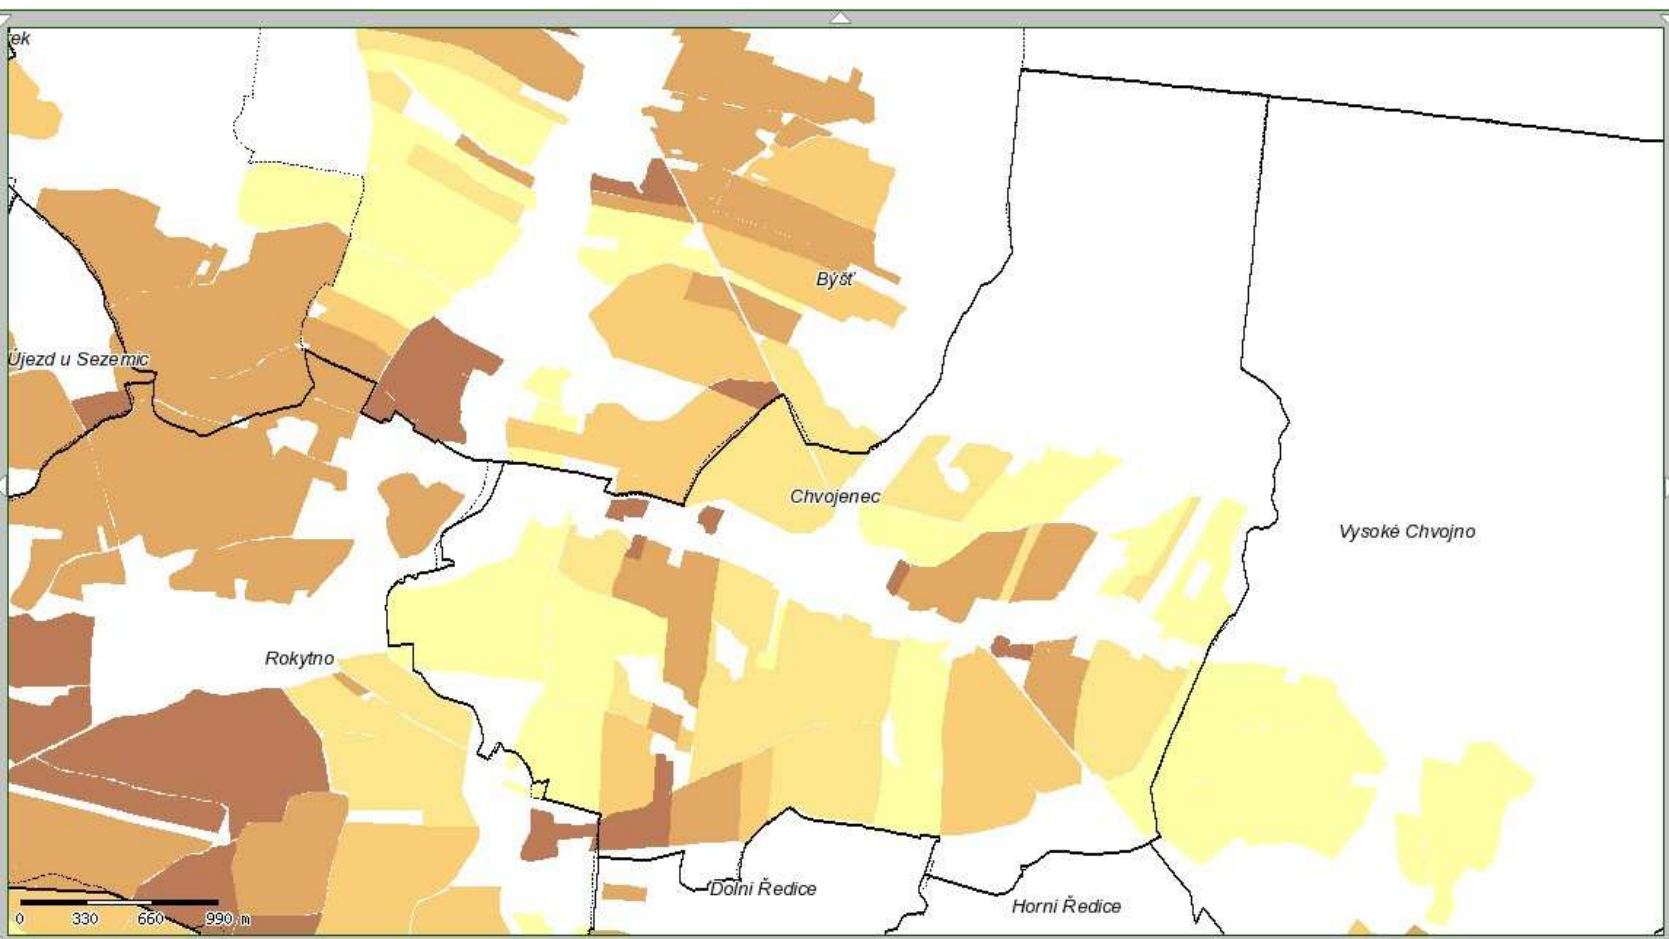 ek
Býšť
Újezd u Sezemic
Chvojenec
Vysoké Chvojno
Rokytno
Dolní Ředice
Horní Ředice
0 330 660 990 m